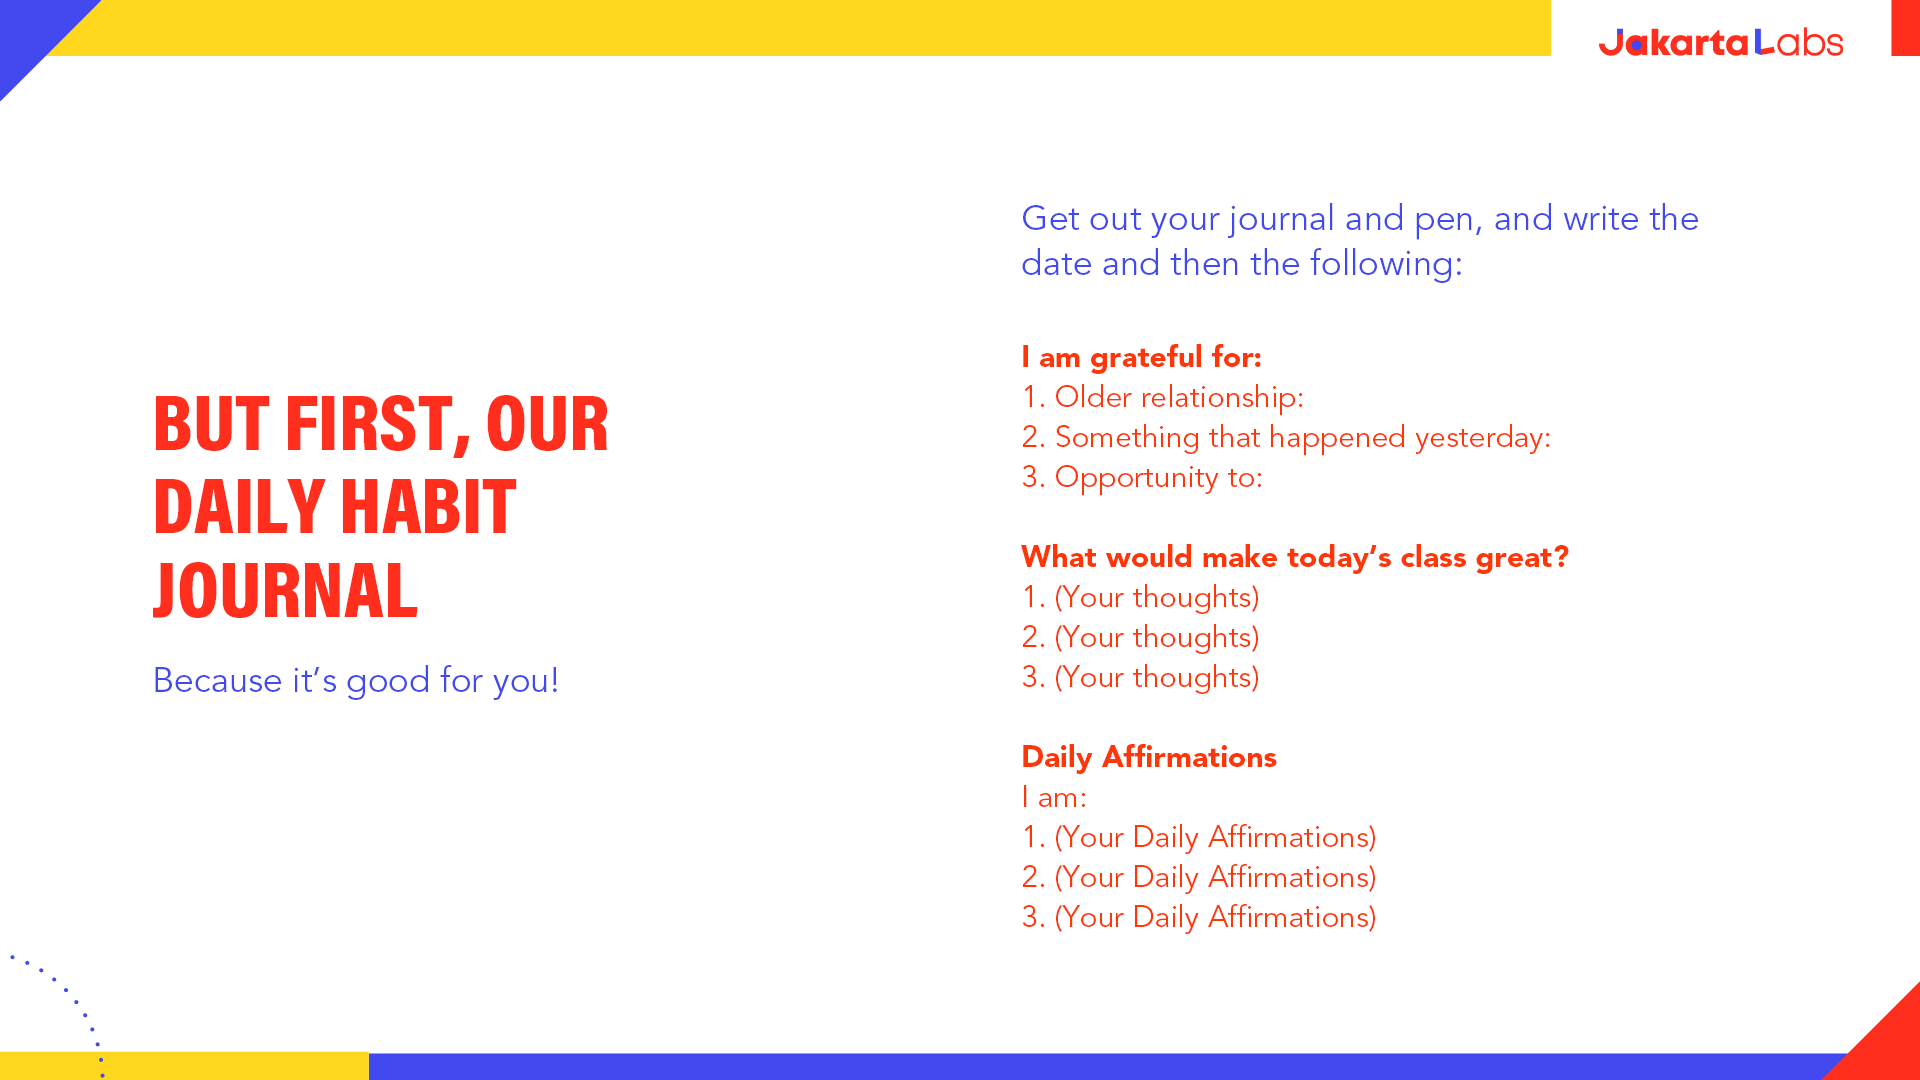 Jakarta Labs
BUT FIRST, OUR
DAILY HABIT
JOURNAL
Because it’s good for you!
Get out your journal and pen, and write the
date and then the following:
I am grateful for:
1. Older relationship:
2. Something that happened yesterday:
3. Opportunity to:
What would make today’s class great?
1. (Your thoughts)
2. (Your thoughts)
3. (Your thoughts)
Daily Affirmations
I am:
1. (Your Daily Affirmations)
2. (Your Daily Affirmations)
3. (Your Daily Affirmations)